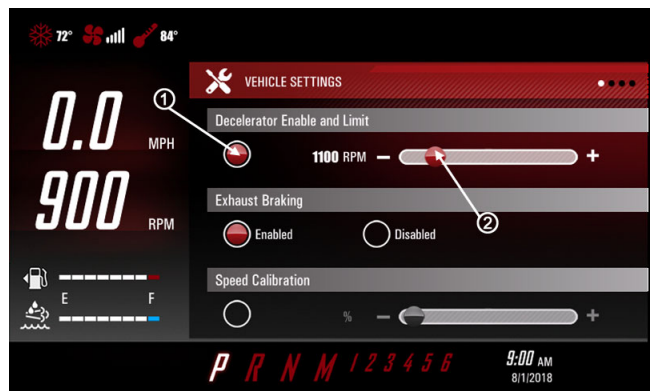 72° 84°
VEHICLE SETTINGS
1
0.0 MPH
Decelerator Enable and Limit
1100 RPM − +
900 RPM
Exhaust Braking
Enabled Disabled
2
E F
Speed Calibration
% − +
P R N M 1 2 3 4 5 6
9:00 AM
8/1/2018